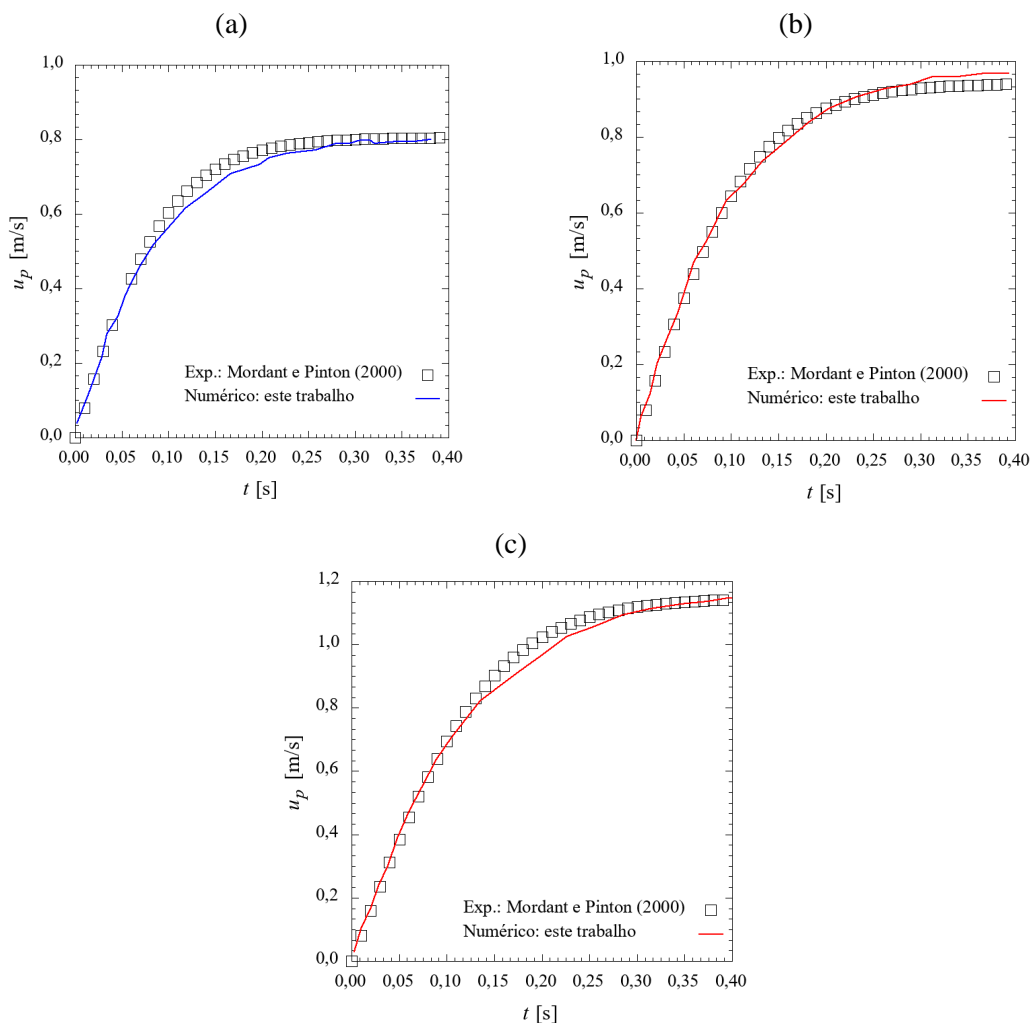 (a)
1,0
0,8
0,6
0,4
0,2
0,0
u_p [m/s]
Exp.: Mordant e Pinton (2000)
Numérico: este trabalho
0,00 0,05 0,10 0,15 0,20 0,25 0,30 0,35 0,40
t [s]
(b)
1,0
0,8
0,6
0,4
0,2
0,0
u_p [m/s]
Exp.: Mordant e Pinton (2000)
Numérico: este trabalho
0,00 0,05 0,10 0,15 0,20 0,25 0,30 0,35 0,40
t [s]
(c)
1,2
1,0
0,8
0,6
0,4
0,2
0,0
u_p [m/s]
Exp.: Mordant e Pinton (2000)
Numérico: este trabalho
0,00 0,05 0,10 0,15 0,20 0,25 0,30 0,35 0,40
t [s]